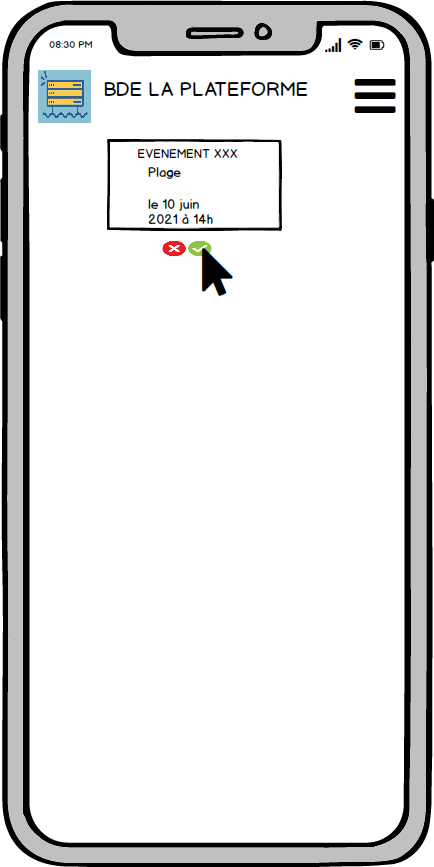 08:30 PM
BDE LA PLATEFORME
EVENEMENT XXX
Plage
le 10 juin
2021 à 14h